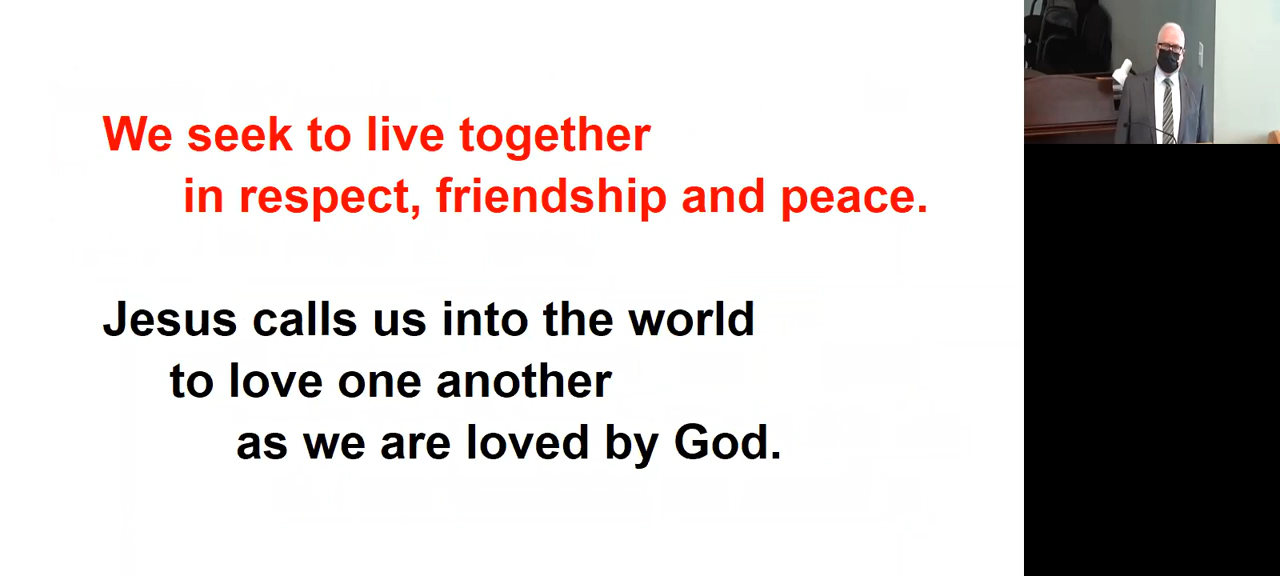 We seek to live together
in respect, friendship and peace.
Jesus calls us into the world
to love one another
as we are loved by God.